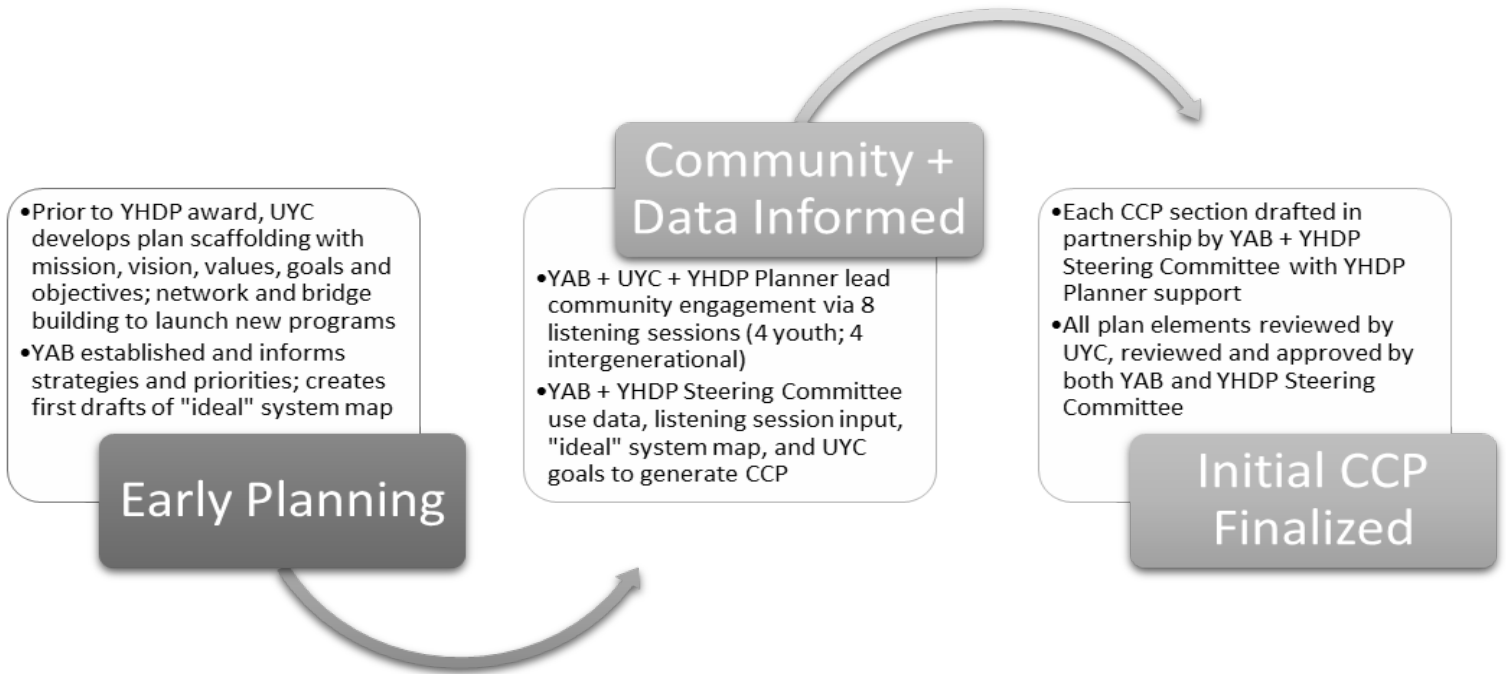 •Prior to YHDP award, UYC
develops plan scaffolding with
mission, vision, values, goals and
objectives; network and bridge
building to launch new programs
•YAB established and informs
strategies and priorities; creates
first drafts of "ideal" system map
Early Planning
Community +
Data Informed
•YAB + UYC + YHDP Planner lead
community engagement via 8
listening sessions (4 youth; 4
intergenerational)
•YAB + YHDP Steering Committee
use data, listening session input,
"ideal" system map, and UYC
goals to generate CCP
•Each CCP section drafted in
partnership by YAB + YHDP
Steering Committee with YHDP
Planner support
•All plan elements reviewed by
UYC, reviewed and approved by
both YAB and YHDP Steering
Committee
Initial CCP
Finalized